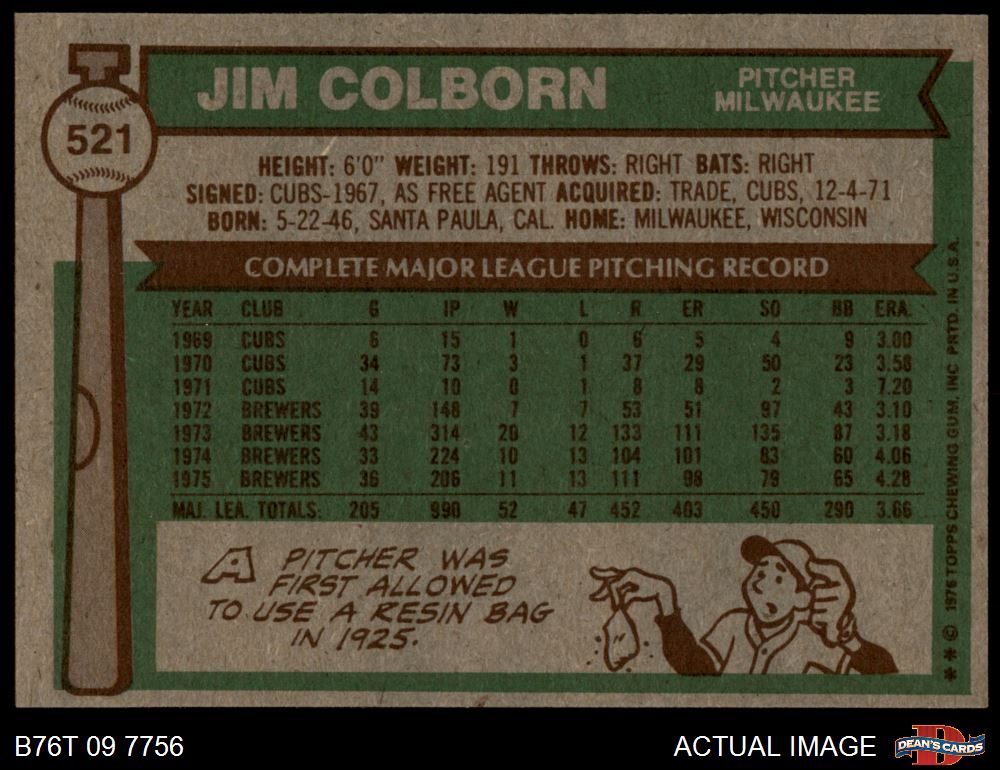 521
JIM COLBORN
PITCHER
MILWAUKEE
HEIGHT: 6'0" WEIGHT: 191 THROWS: RIGHT BATS: RIGHT
SIGNED: CUBS-1967, AS FREE AGENT ACQUIRED: TRADE, CUBS, 12-4-71
BORN: 5-22-46, SANTA PAULA, CAL. HOME: MILWAUKEE, WISCONSIN
COMPLETE MAJOR LEAGUE PITCHING RECORD
YEAR CLUB G IP W L R ER SO BB ERA.
1969 CUBS 6 15 1 0 6 5 4 9 3.00
1970 CUBS 34 73 3 1 37 29 50 23 3.58
1971 CUBS 14 10 0 1 8 8 2 3 7.20
1972 BREWERS 39 148 7 7 53 51 97 43 3.10
1973 BREWERS 43 314 20 12 133 111 135 87 3.18
1974 BREWERS 33 224 10 13 104 101 83 60 4.06
1975 BREWERS 36 206 11 13 111 98 79 65 4.28
MAJ. LEA. TOTALS: 205 990 52 47 452 403 450 290 3.66
A PITCHER WAS
FIRST ALLOWED
TO USE A RESIN BAG
IN 1925.
** © 1976 TOPPS CHEWING GUM, INC PRTD. IN U.S.A.
B76T 09 7756
ACTUAL IMAGE
D
DEAN'S CARDS